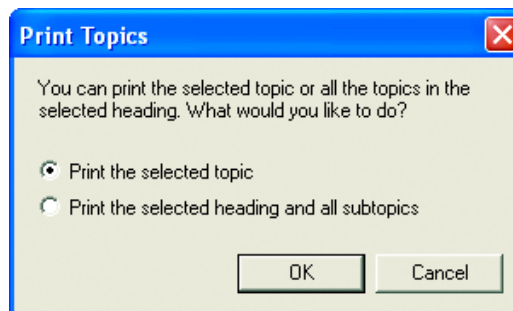 Print Topics
You can print the selected topic or all the topics in the
selected heading. What would you like to do?
Print the selected topic
Print the selected heading and all subtopics
OK
Cancel